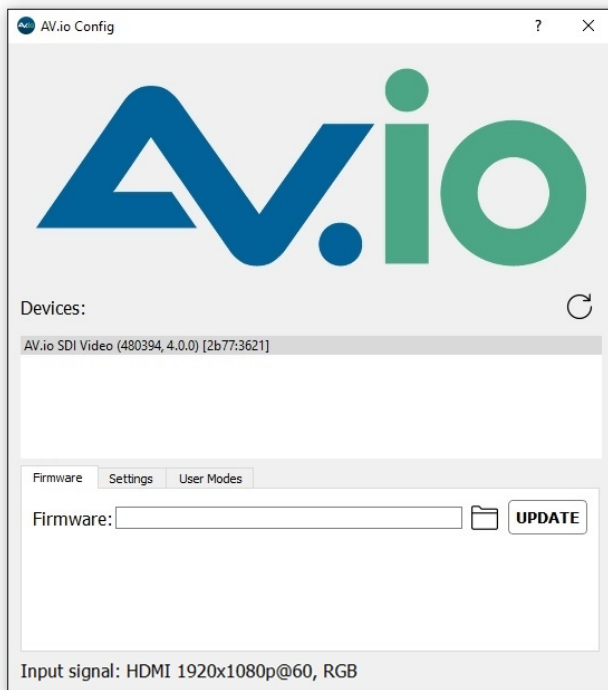 AV.io Config
AV.io
Devices:
AV.io SDI Video (480394, 4.0.0) [2b77:3621]
Firmware Settings User Modes
Firmware: UPDATE
Input signal: HDMI 1920x1080p@60, RGB